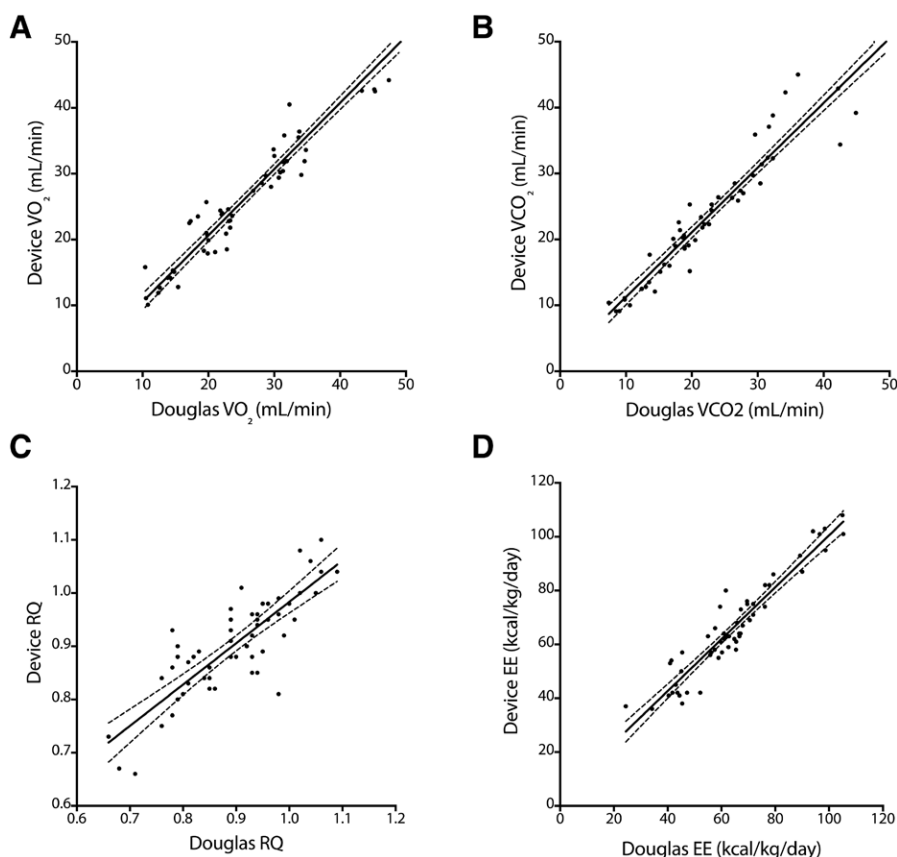 A
50
40
30
20
10
0
0 10 20 30 40 50
Device VO₂ (mL/min)
Douglas VO₂ (mL/min)
B
50
40
30
20
10
0
0 10 20 30 40 50
Device VCO₂ (mL/min)
Douglas VCO2 (mL/min)
C
1.2
1.1
1.0
0.9
0.8
0.7
0.6
0.6 0.7 0.8 0.9 1.0 1.1 1.2
Device RQ
Douglas RQ
D
120
100
80
60
40
20
0
0 20 40 60 80 100 120
Device EE (kcal/kg/day)
Douglas EE (kcal/kg/day)